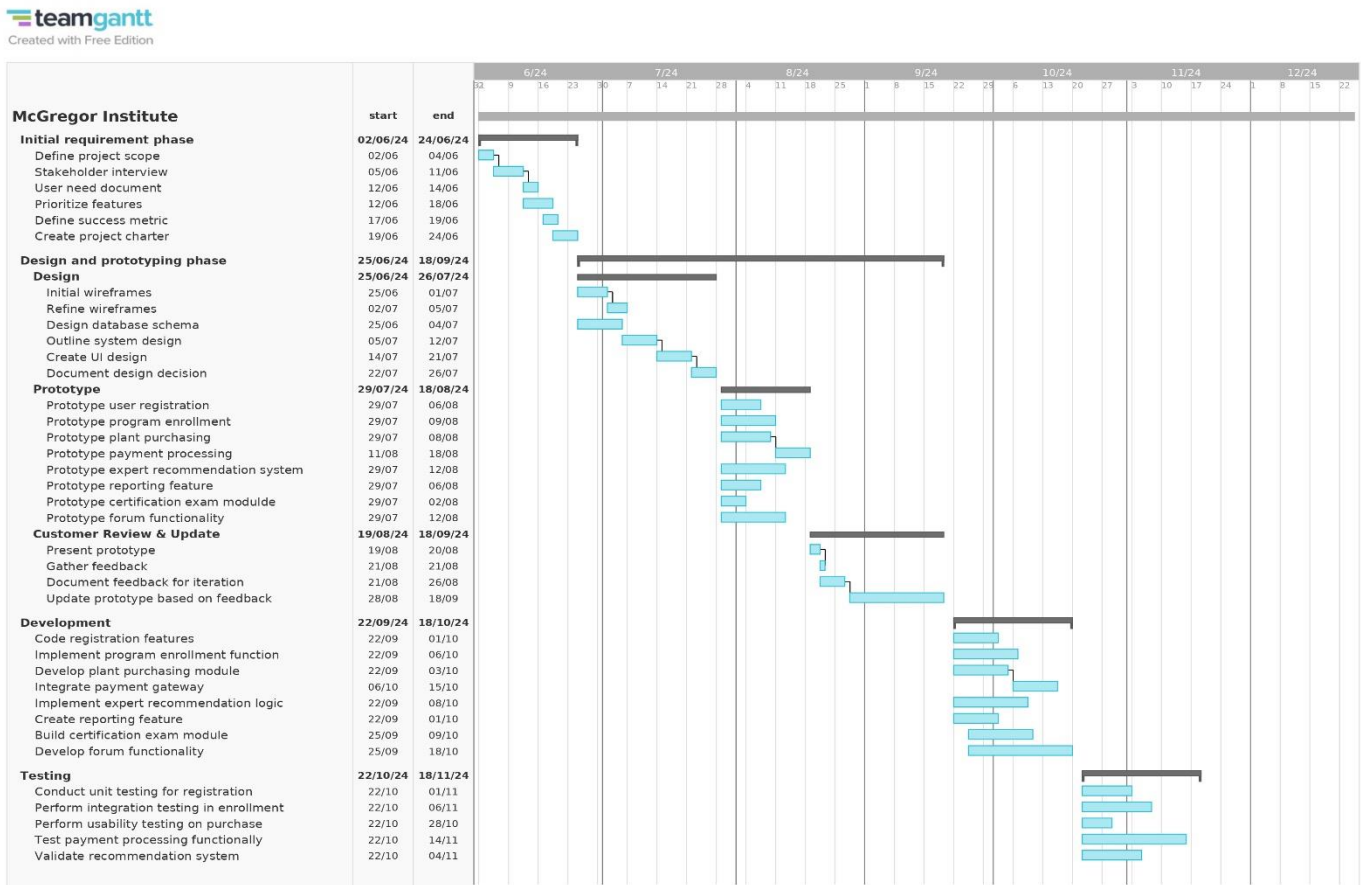 teamgantt
Created with Free Edition
6/24 7/24 8/24 9/24 10/24 11/24 12/24
9 16 23 30 7 14 21 28 4 11 18 25 1 8 15 22 29 6 13 20 27 3 10 17 24 1 8 15 22
McGregor Institute start end
Initial requirement phase 02/06/24 24/06/24
Define project scope 02/06 04/06
Stakeholder interview 05/06 11/06
User need document 12/06 14/06
Prioritize features 12/06 18/06
Define success metric 17/06 19/06
Create project charter 19/06 24/06
Design and prototyping phase 25/06/24 18/09/24
Design 25/06/24 26/07/24
Initial wireframes 25/06 01/07
Refine wireframes 02/07 05/07
Design database schema 25/06 04/07
Outline system design 05/07 12/07
Create UI design 14/07 21/07
Document design decision 22/07 26/07
Prototype 29/07/24 18/08/24
Prototype user registration 29/07 06/08
Prototype program enrollment 29/07 09/08
Prototype plant purchasing 29/07 08/08
Prototype payment processing 11/08 18/08
Prototype expert recommendation system 29/07 12/08
Prototype reporting feature 29/07 06/08
Prototype certification exam modulde 29/07 02/08
Prototype forum functionality 29/07 12/08
Customer Review & Update 19/08/24 18/09/24
Present prototype 19/08 20/08
Gather feedback 21/08 21/08
Document feedback for iteration 21/08 26/08
Update prototype based on feedback 28/08 18/09
Development 22/09/24 18/10/24
Code registration features 22/09 01/10
Implement program enrollment function 22/09 06/10
Develop plant purchasing module 22/09 03/10
Integrate payment gateway 06/10 15/10
Implement expert recommendation logic 22/09 08/10
Create reporting feature 22/09 01/10
Build certification exam module 25/09 09/10
Develop forum functionality 25/09 18/10
Testing 22/10/24 18/11/24
Conduct unit testing for registration 22/10 01/11
Perform integration testing in enrollment 22/10 06/11
Perform usability testing on purchase 22/10 28/10
Test payment processing functionally 22/10 14/11
Validate recommendation system 22/10 04/11